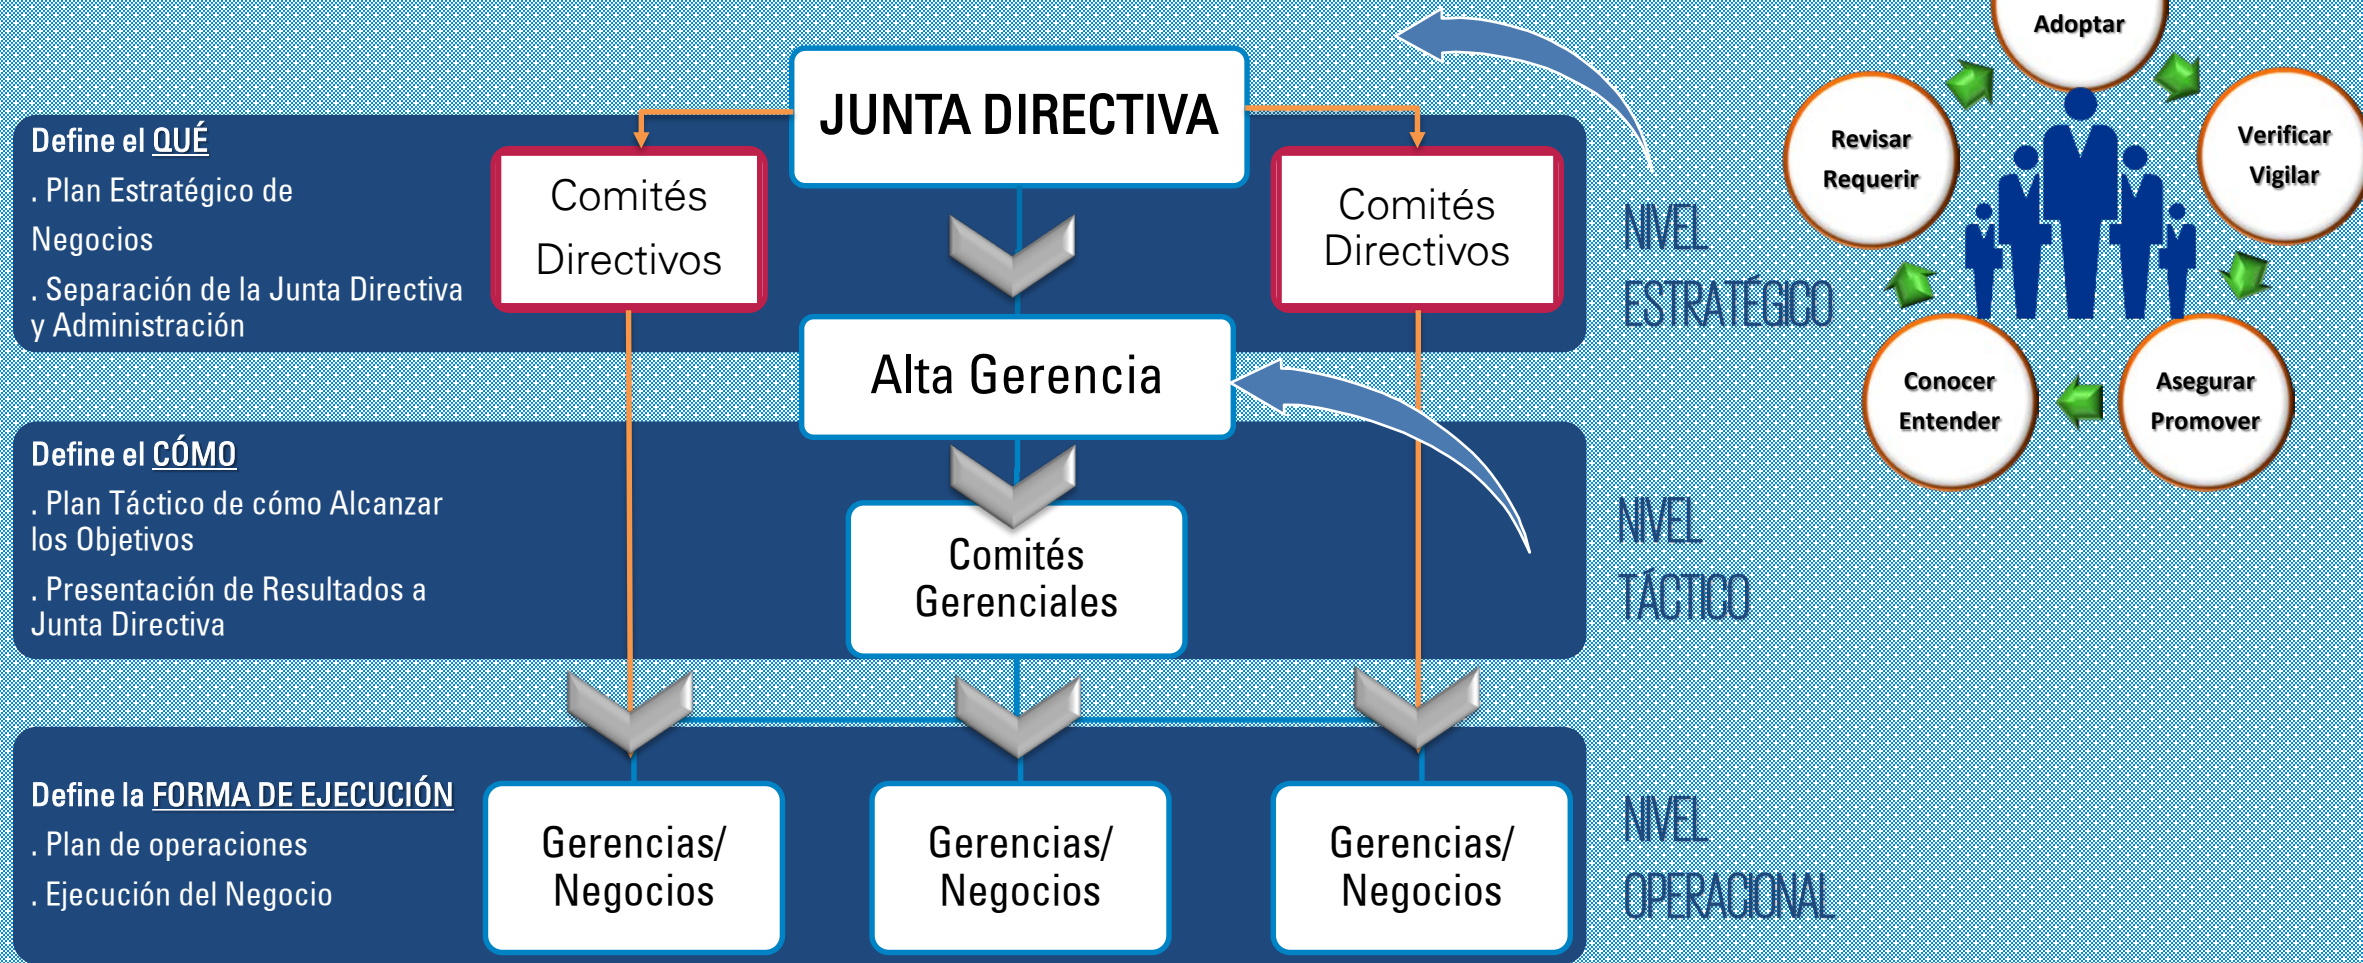 JUNTA DIRECTIVA
Define el QUÉ
. Plan Estratégico de
Negocios
. Separación de la Junta Directiva
y Administración
Comités
Directivos
Comités
Directivos
NIVEL
ESTRATÉGICO
Alta Gerencia
Define el CÓMO
. Plan Táctico de cómo Alcanzar
los Objetivos
. Presentación de Resultados a
Junta Directiva
Comités
Gerenciales
NIVEL
TÁCTICO
Define la FORMA DE EJECUCIÓN
. Plan de operaciones
. Ejecución del Negocio
Gerencias/
Negocios
Gerencias/
Negocios
Gerencias/
Negocios
NIVEL
OPERACIONAL
Adoptar
Verificar
Vigilar
Asegurar
Promover
Conocer
Entender
Revisar
Requerir